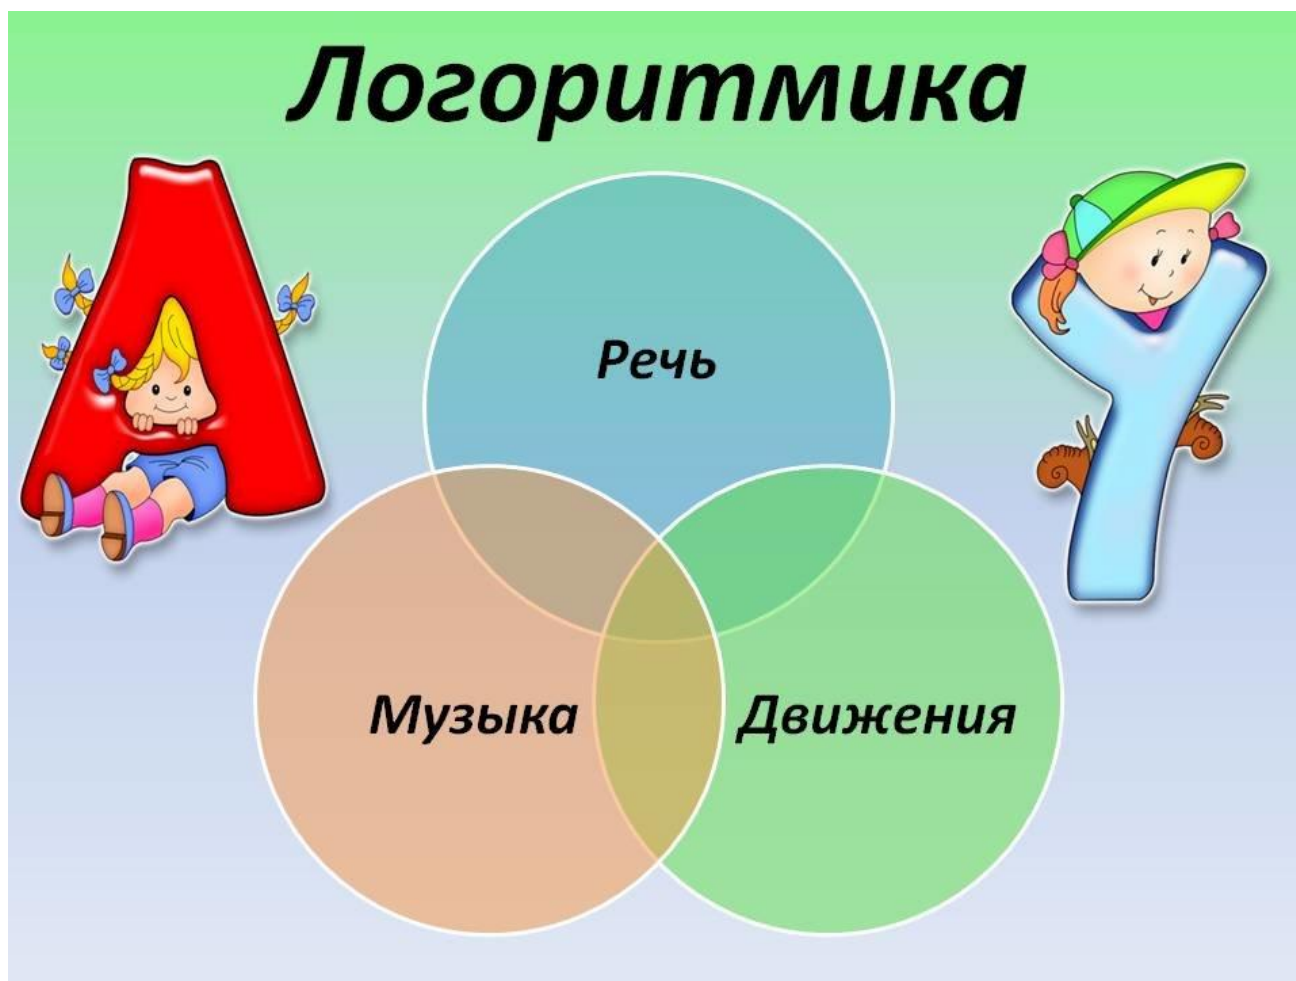 Логоритмика
А
У
Речь
Музыка
Движения